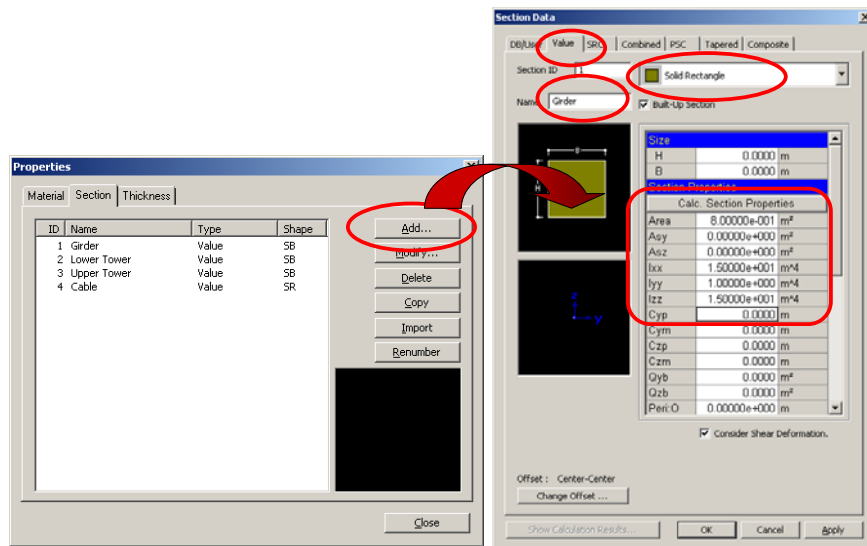 Properties
Material Section Thickness
ID Name Type Shape
1 Girder Value SB
2 Lower Tower Value SB
3 Upper Tower Value SB
4 Cable Value SR
Add...
Modify...
Delete
Copy
Import
Renumber
Close
Section Data
DB/User Value SRC Combined PSC Tapered Composite
Section ID 1 Solid Rectangle
Name Girder Built-Up Section
B
H
z
y
Size
H 0.0000 m
B 0.0000 m
Section Properties
Calc. Section Properties
Area 8.00000e-001 m²
Asy 0.00000e+000 m²
Asz 0.00000e+000 m²
Ixx 1.50000e+001 m^4
Iyy 1.00000e+000 m^4
Izz 1.50000e+001 m^4
Cyp 0.0000 m
Cym 0.0000 m
Czp 0.0000 m
Czm 0.0000 m
Qyb 0.0000 m²
Qzb 0.0000 m²
Peri:O 0.00000e+000 m
Consider Shear Deformation.
Offset : Center-Center
Change Offset ...
Show Calculation Results... OK Cancel Apply